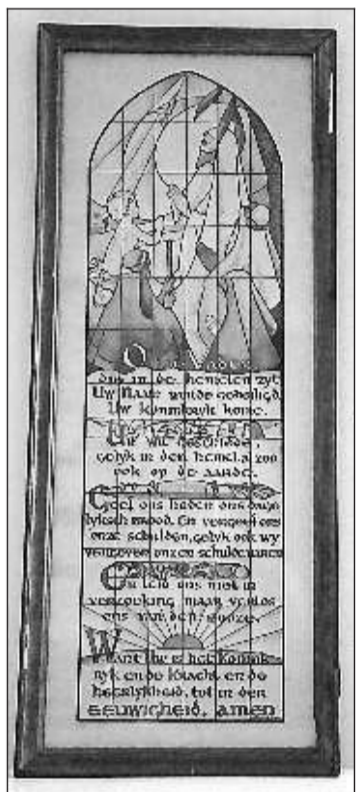 O
die in de hemelen zyt
Uw Naam worde geheiligd
Uw koninkryk kome.
Uw wil geschiede,
gelyk in den hemel, zoo
ook op de aarde.
Geef ons heden ons dage
lyksch brood. En vergeef ons
onze schulden, gelyk ook wy
vergeven onzen schuldenaren
En leid ons niet in
verzoeking, maar verlos
ons van den booze.
Want Uw is het konink
ryk en de kracht en de
heerlykheid, tot in den
eeuwigheid. amen